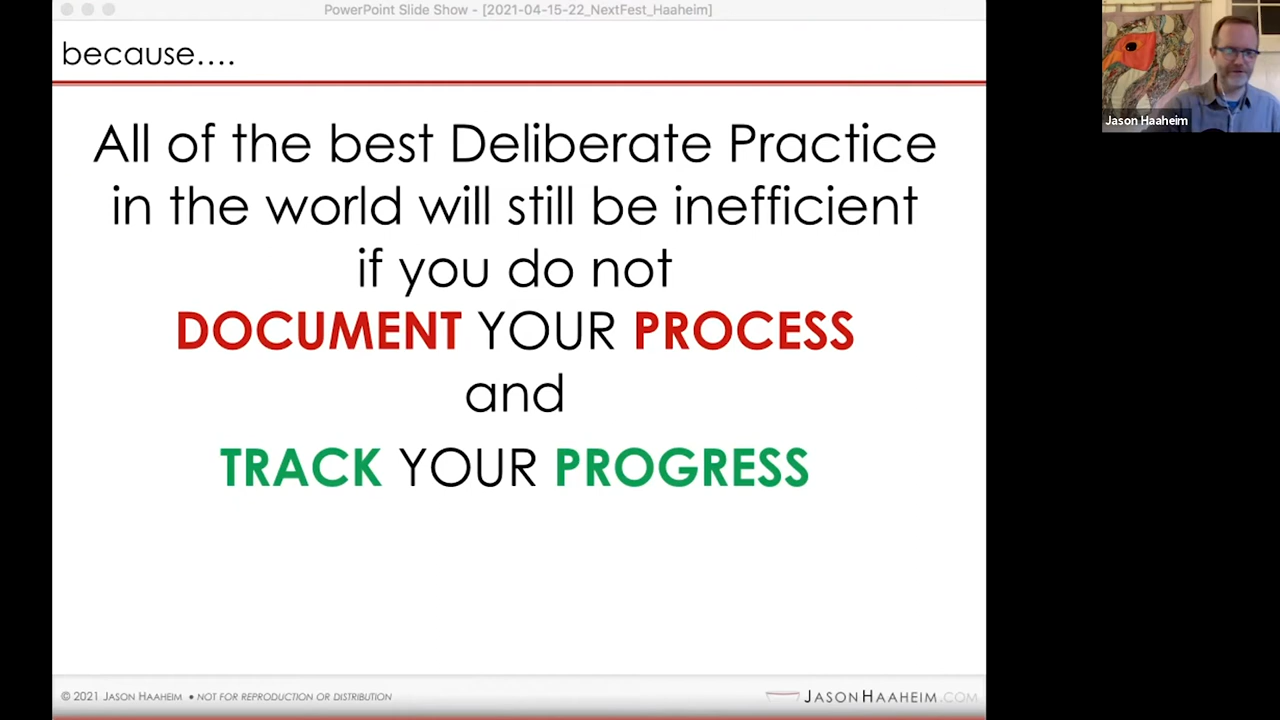 PowerPoint Slide Show - [2021-04-15-22_NextFest_Haaheim]
because....
All of the best Deliberate Practice
in the world will still be inefficient
if you do not
DOCUMENT YOUR PROCESS
and
TRACK YOUR PROGRESS
© 2021 JASON HAAHEIM • NOT FOR REPRODUCTION OR DISTRIBUTION
JASONHAAHEIM.COM
Jason Haaheim